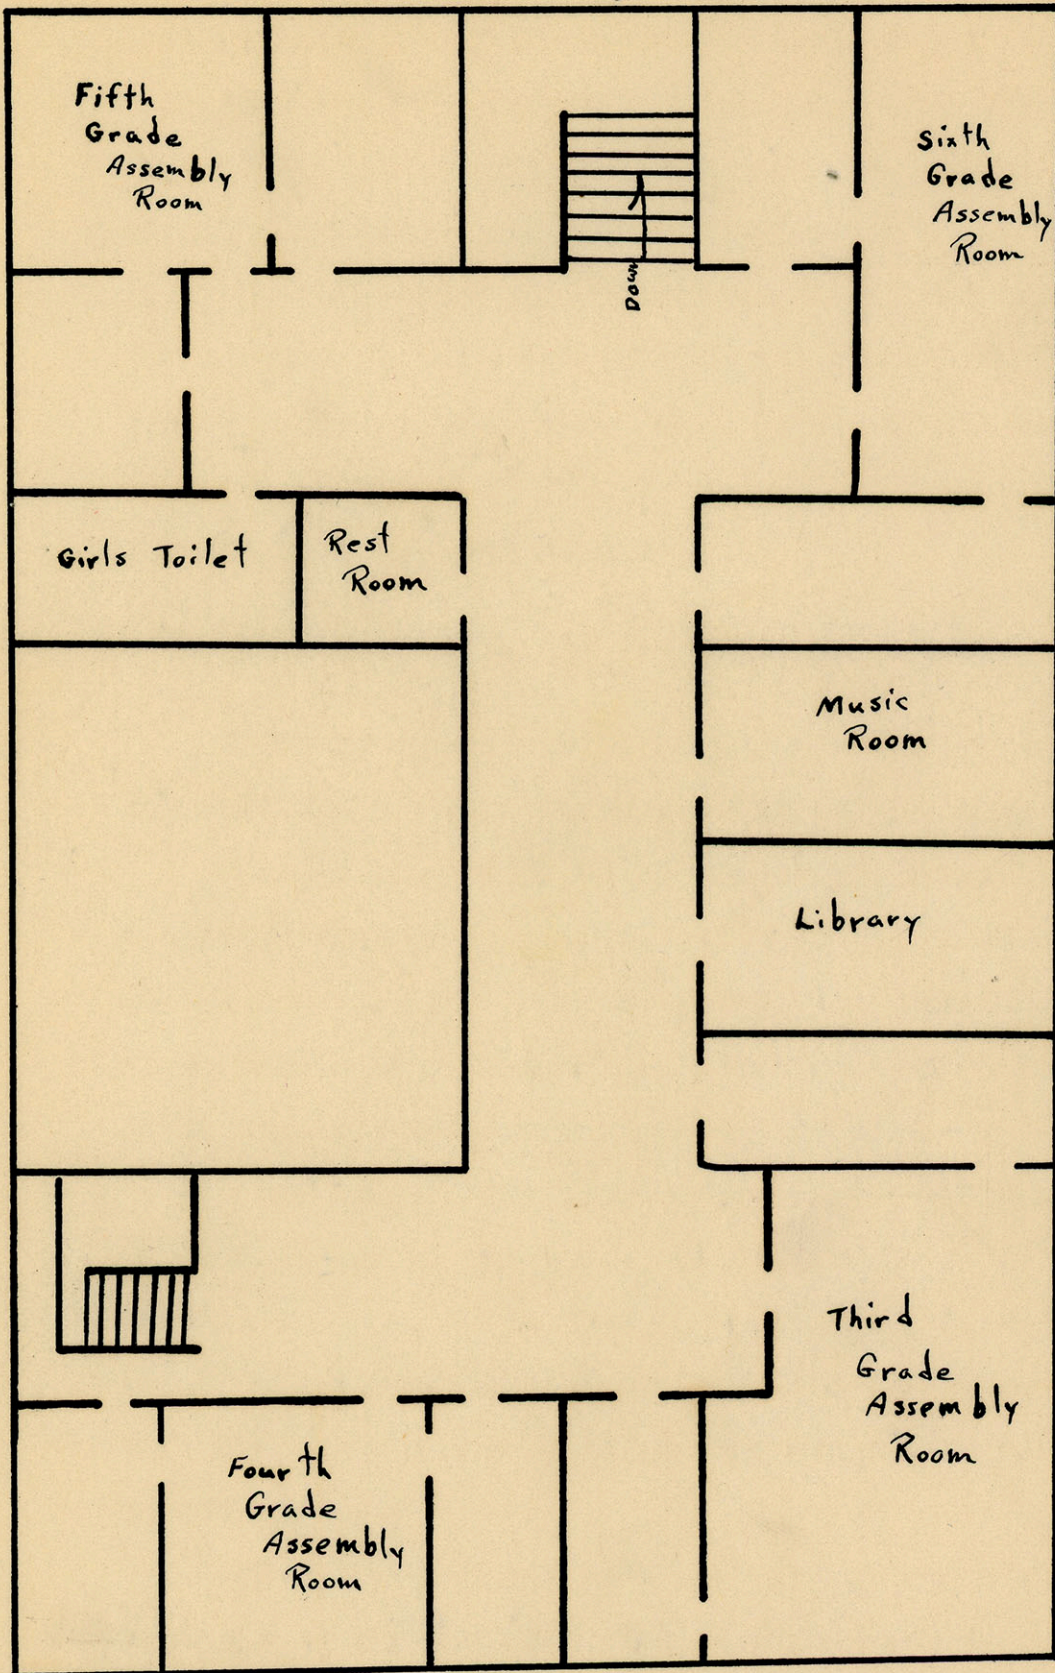 Fifth
Grade
Assembly
Room
Sixth
Grade
Assembly
Room
Down
Girls Toilet
Rest
Room
Music
Room
Library
Third
Grade
Assembly
Room
Fourth
Grade
Assembly
Room